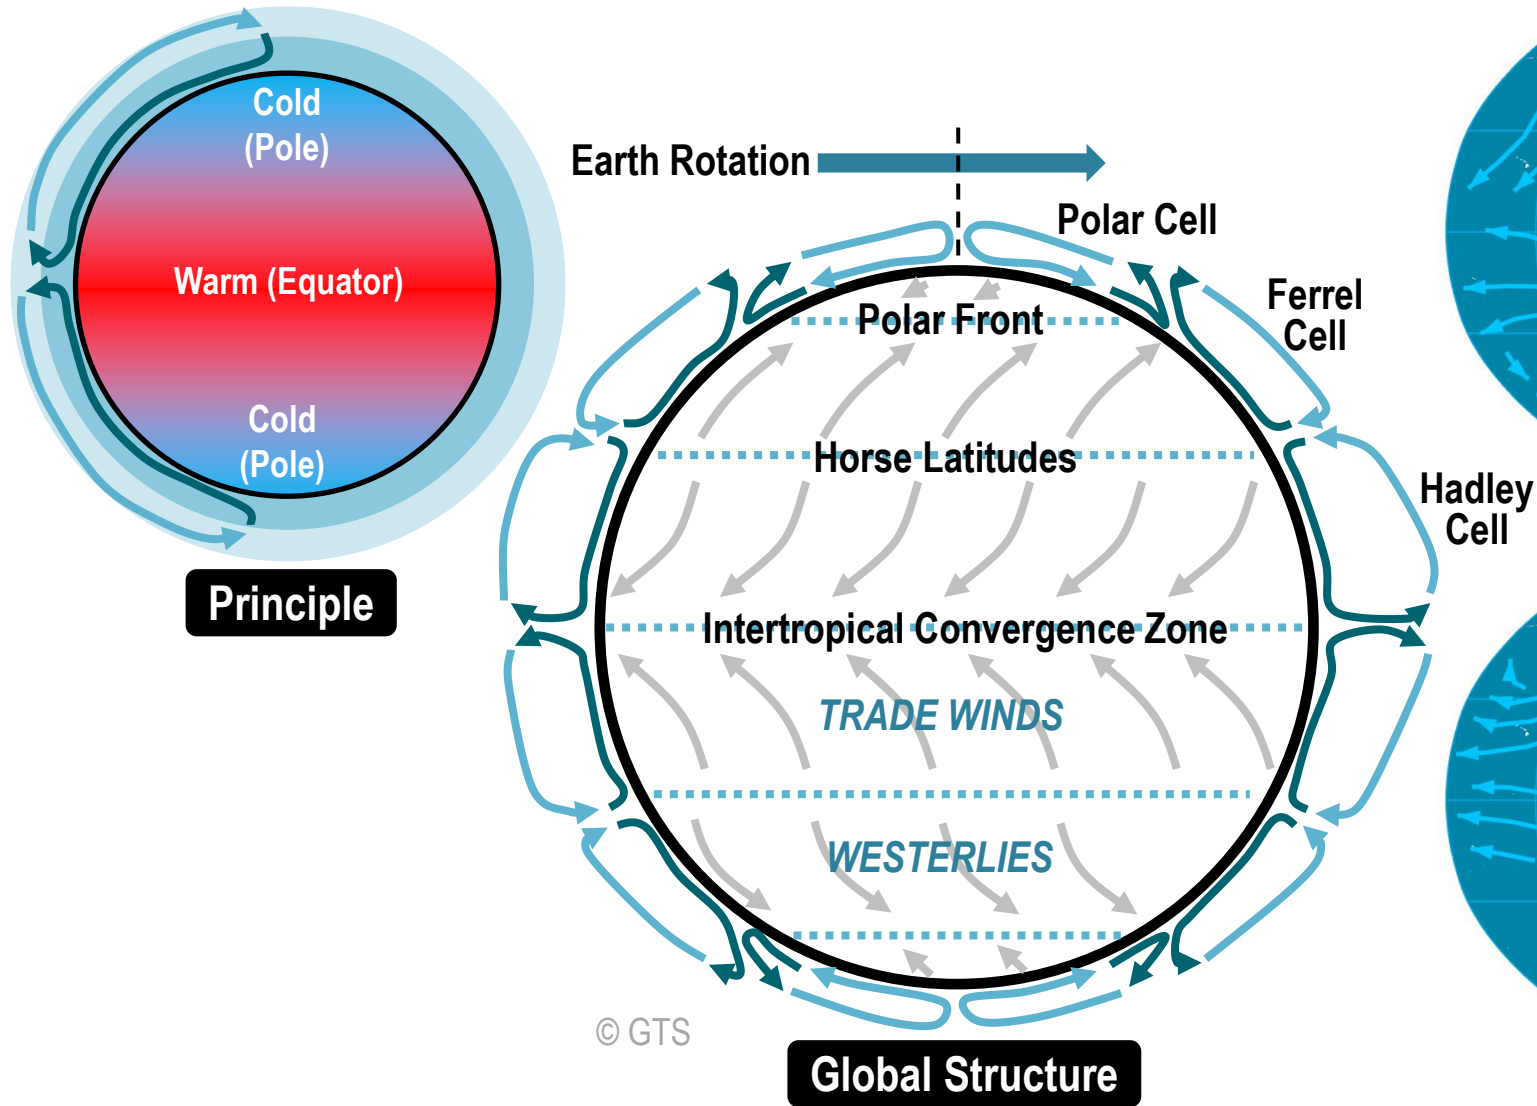 Cold
(Pole)
Warm (Equator)
Cold
(Pole)
Principle
Earth Rotation
Polar Cell
Ferrel
Cell
Polar Front
Horse Latitudes
Hadley
Cell
Intertropical Convergence Zone
TRADE WINDS
WESTERLIES
© GTS
Global Structure